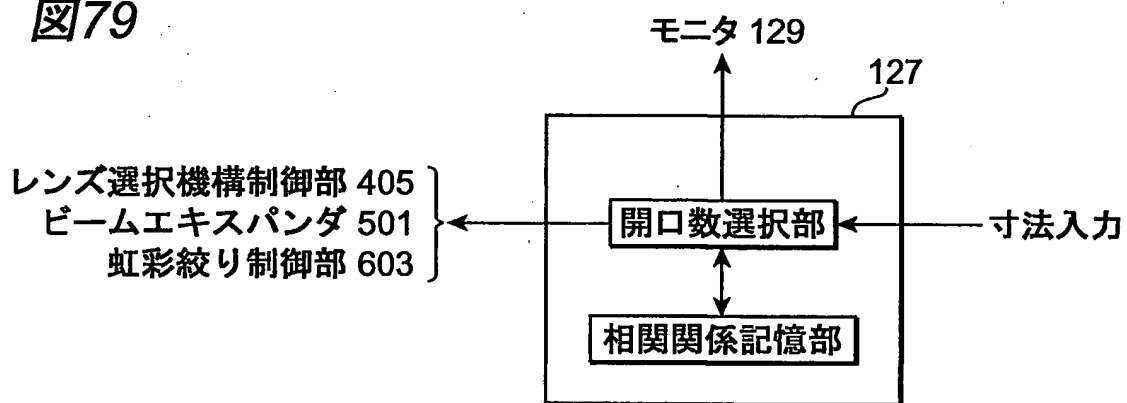 図79
モニタ 129
127
レンズ選択機構制御部 405
ビームエキスパンダ 501
虹彩絞り制御部 603
開口数選択部
寸法入力
相関関係記憶部